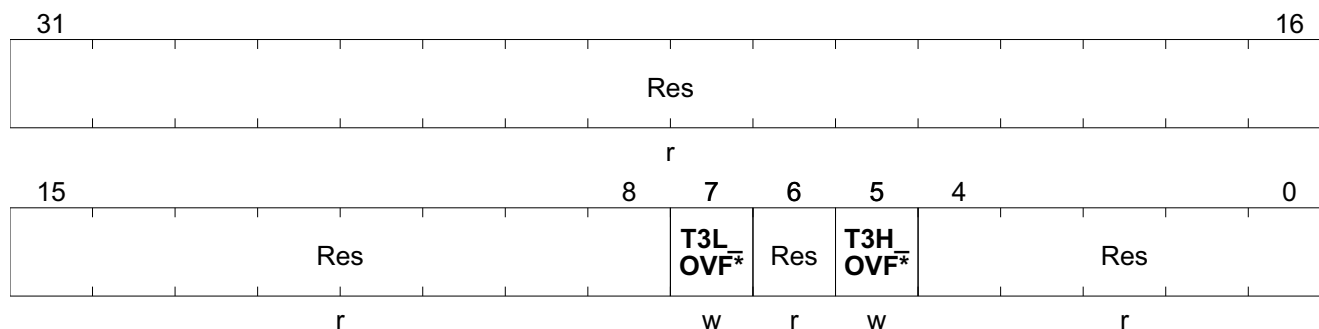 31 16
Res
r
15 8 7 6 5 4 0
Res T3L_ OVF* Res T3H_ OVF* Res
r w r w r